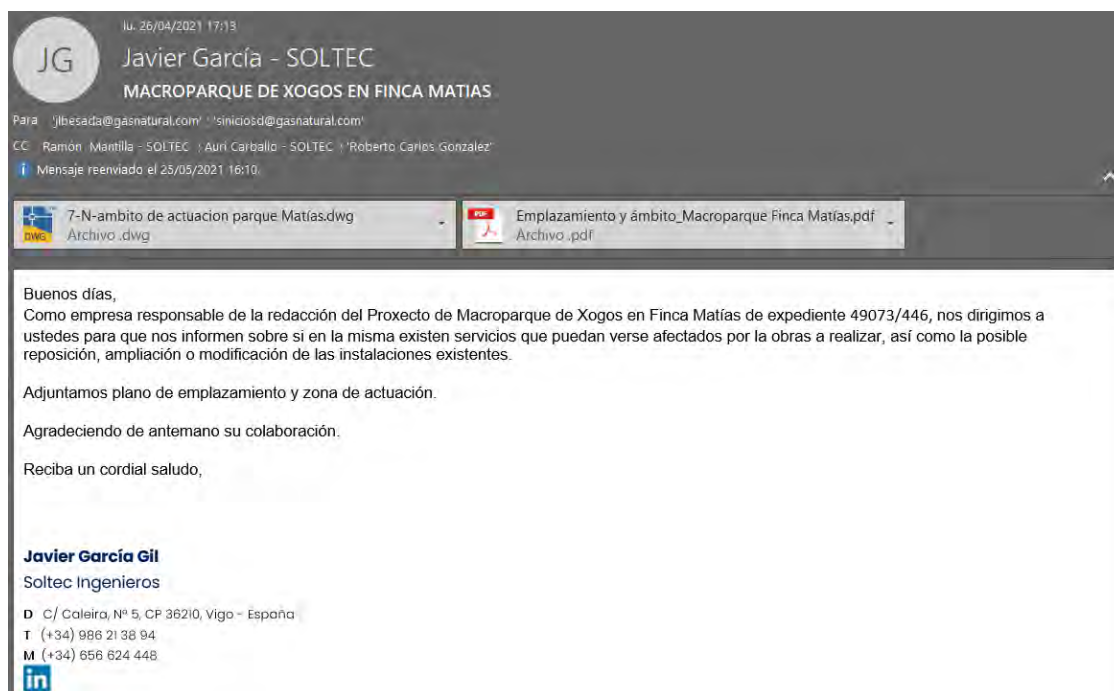 lu. 26/04/2021 17:13
JG
Javier García - SOLTEC
MACROPARQUE DE XOGOS EN FINCA MATIAS
Para 'jlbesada@gasnatural.com'; 'siniciosd@gasnatural.com'
CC Ramón Mantilla - SOLTEC; Auri Carballo - SOLTEC; 'Roberto Carlos Gonzalez'
i Mensaje reenviado el 25/05/2021 16:10.
DWG
7-N-ambito de actuacion parque Matías.dwg
Archivo .dwg
PDF
Emplazamiento y ámbito_Macroparque Finca Matías.pdf
Archivo .pdf
Buenos días,
Como empresa responsable de la redacción del Proxecto de Macroparque de Xogos en Finca Matías de expediente 49073/446, nos dirigimos a
ustedes para que nos informen sobre si en la misma existen servicios que puedan verse afectados por la obras a realizar, así como la posible
reposición, ampliación o modificación de las instalaciones existentes.
Adjuntamos plano de emplazamiento y zona de actuación.
Agradeciendo de antemano su colaboración.
Reciba un cordial saludo,
Javier García Gil
Soltec Ingenieros
D C/ Caleira, Nº 5, CP 36210, Vigo - España
T (+34) 986 21 38 94
M (+34) 656 624 448
in